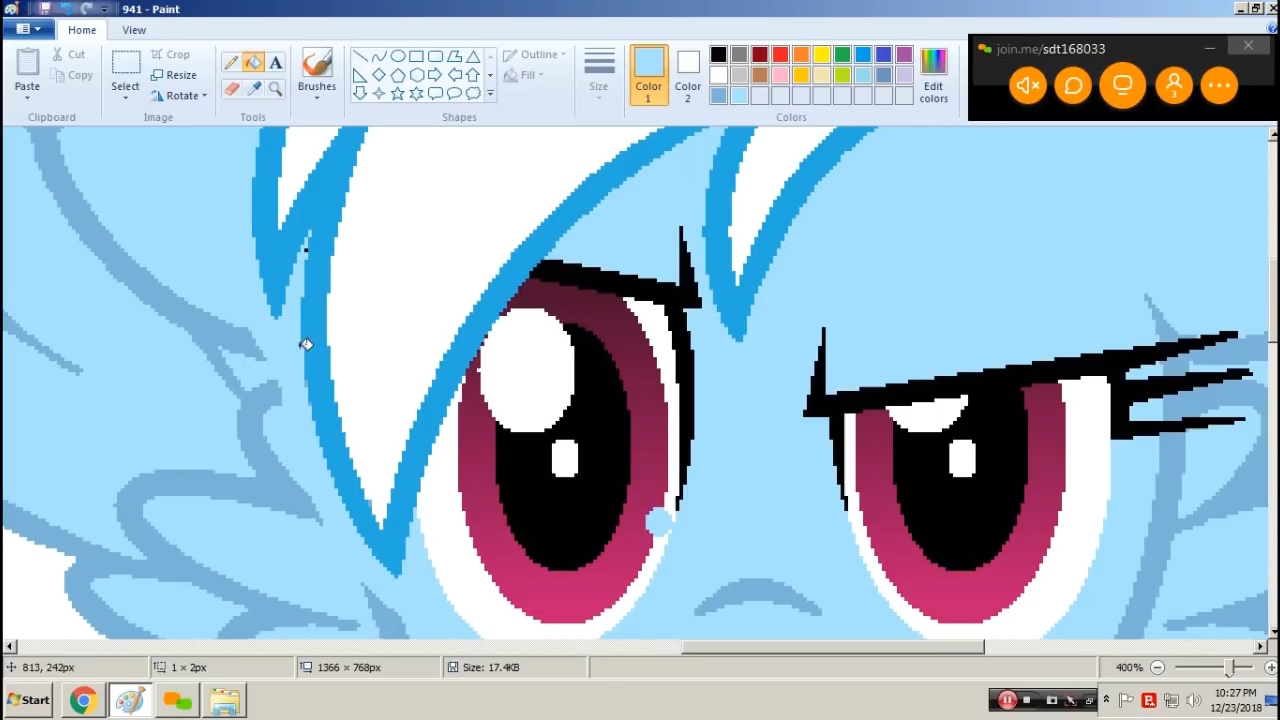 941 - Paint
Home
View
Paste
Cut
Copy
Clipboard
Select
Crop
Resize
Rotate
Image
A
Tools
Brushes
Outline
Fill
Shapes
Size
Color
1
Color
2
Edit
colors
Colors
join.me/sdt168033
3
813, 242px
1 × 2px
1366 × 768px
Size: 17.4KB
400%
Start
10:27 PM
12/23/2018